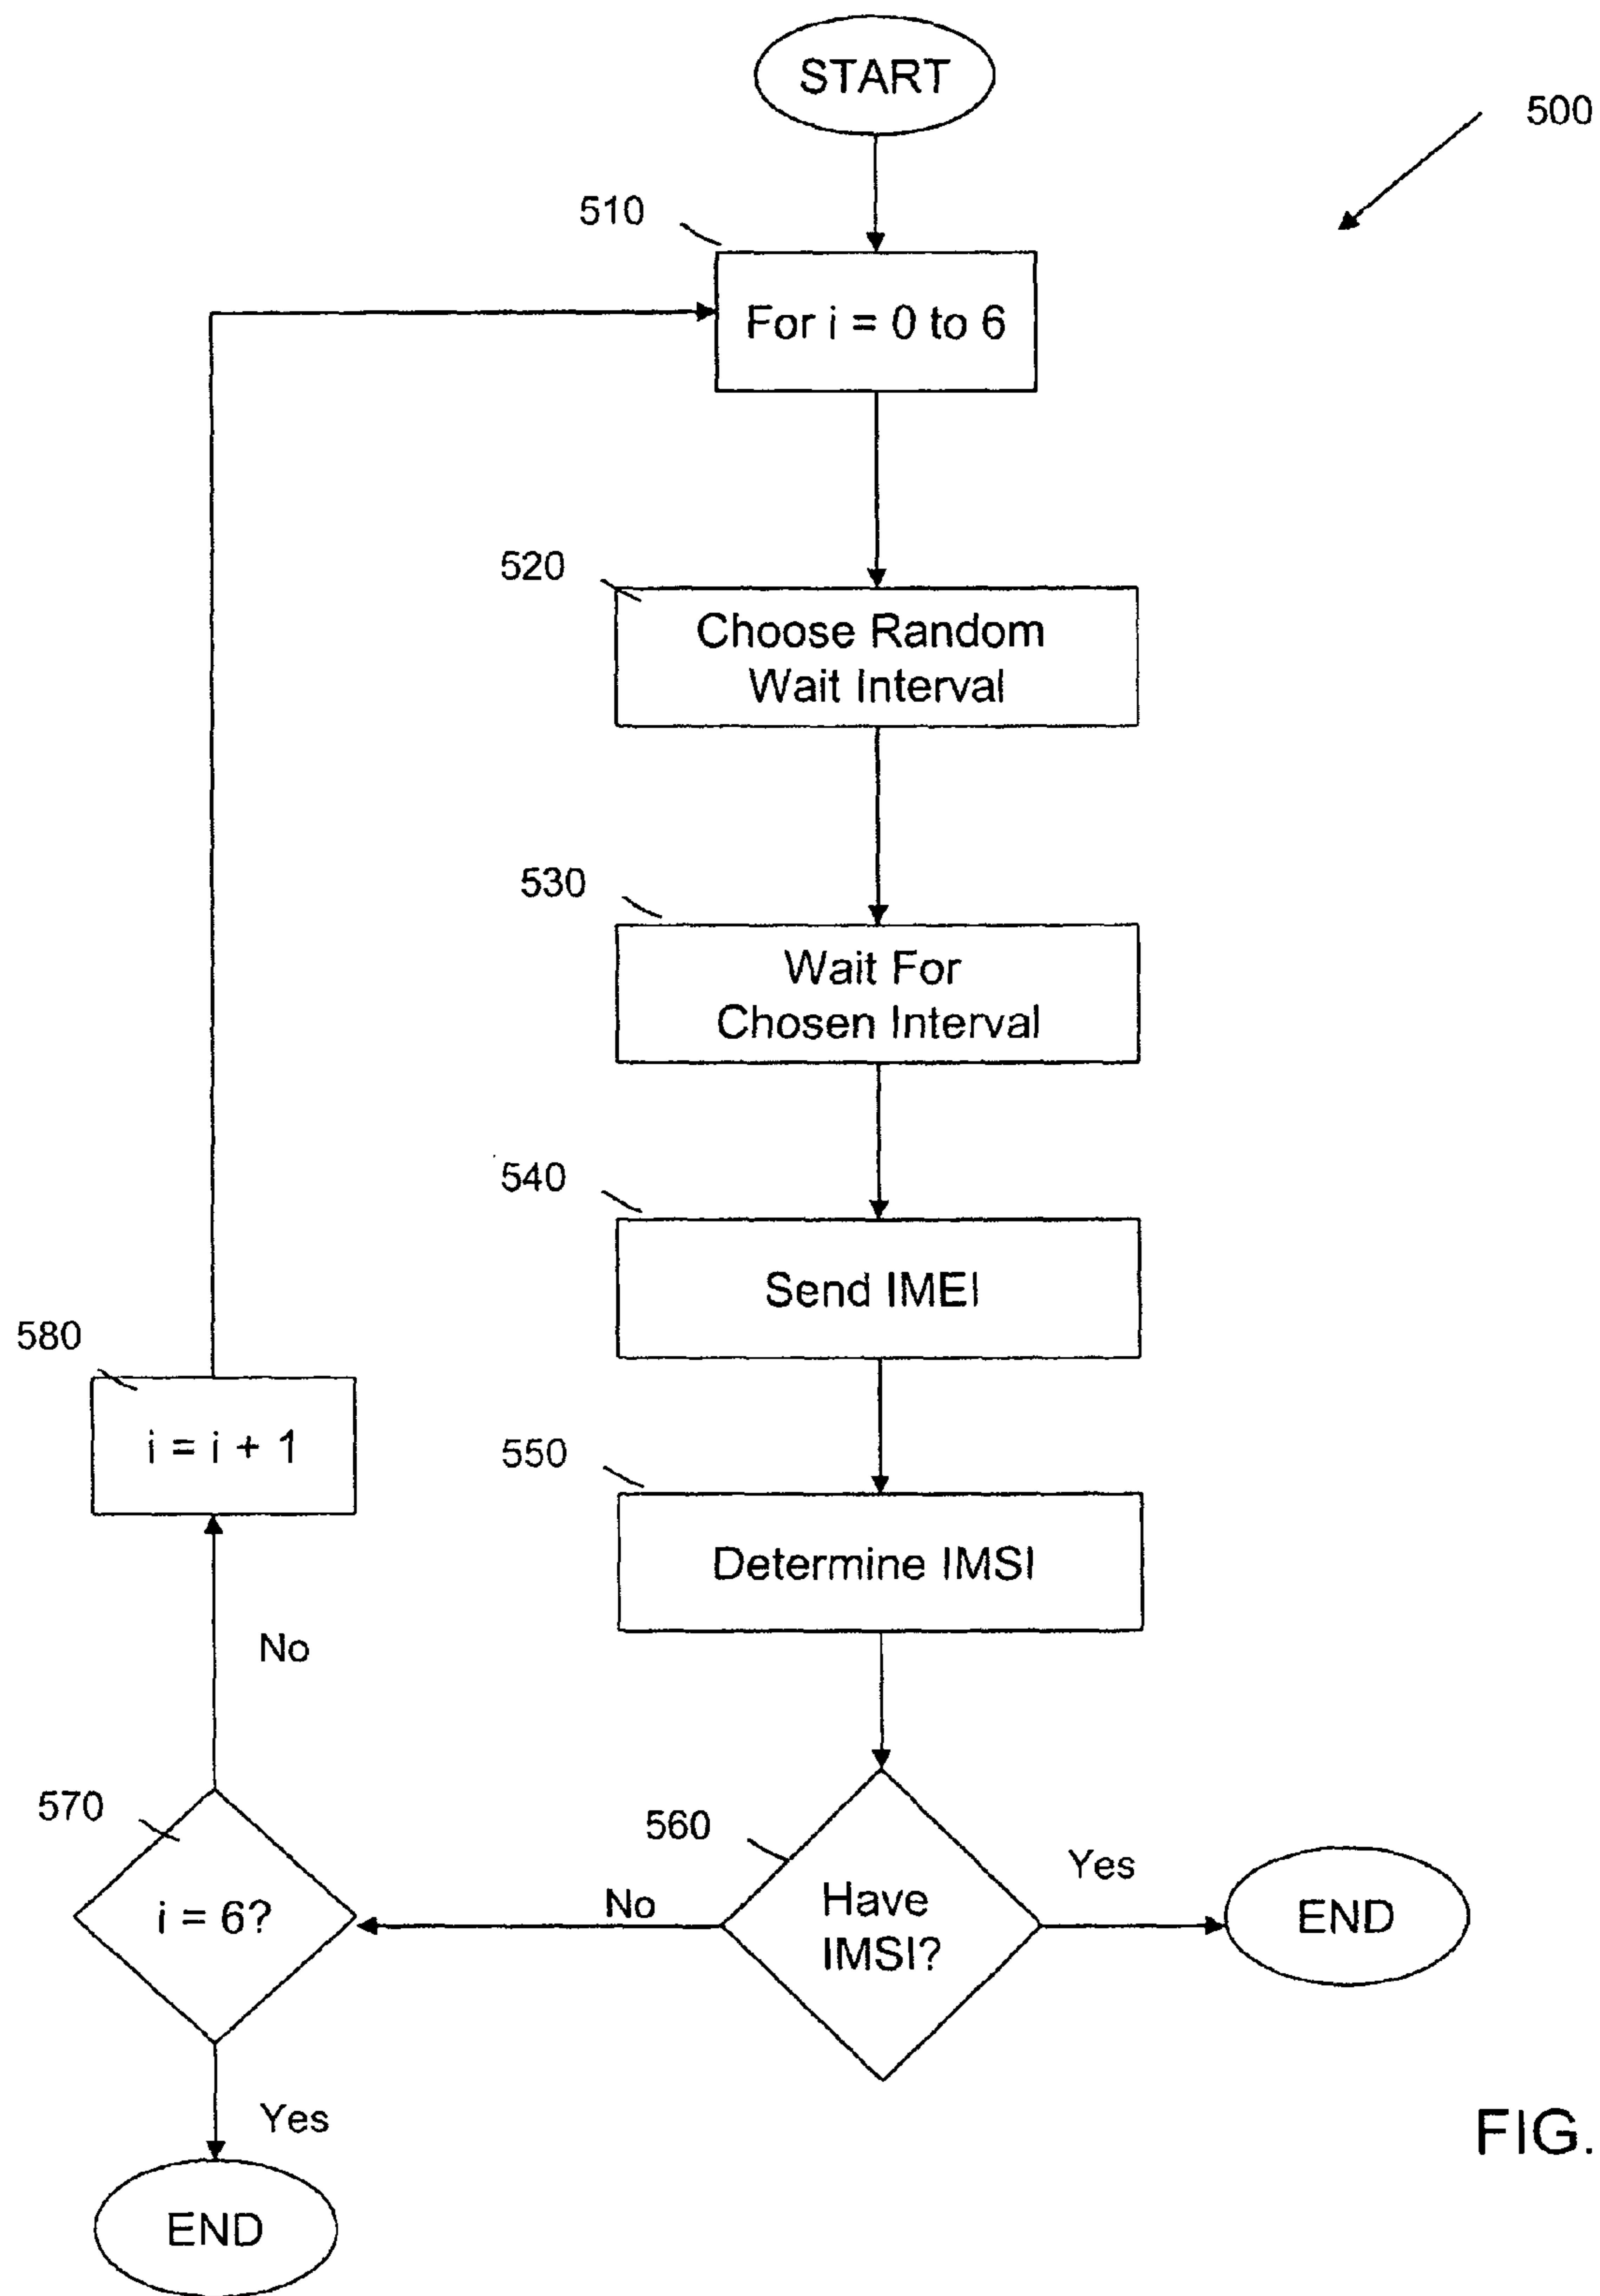 START
500
510
For i = 0 to 6
520
Choose Random
Wait Interval
530
Wait For
Chosen Interval
540
Send IMEI
580
i = i + 1
550
Determine IMSI
No
570
i = 6?
560
No
Have
IMSI?
Yes
END
Yes
END
FIG.